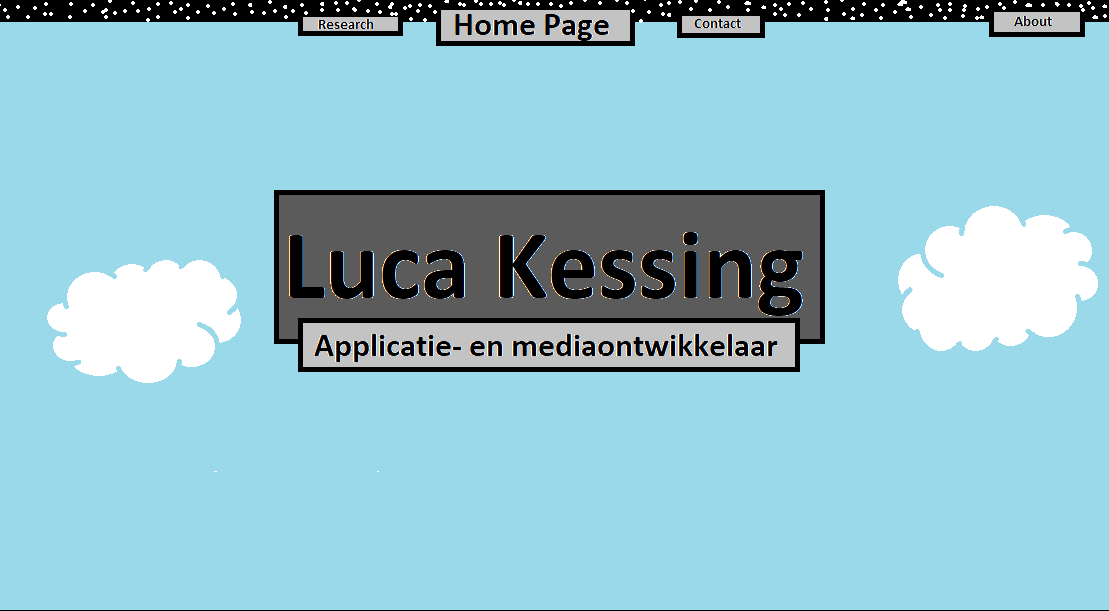 Research
Home Page
Contact
About
Luca Kessing
Applicatie- en mediaontwikkelaar